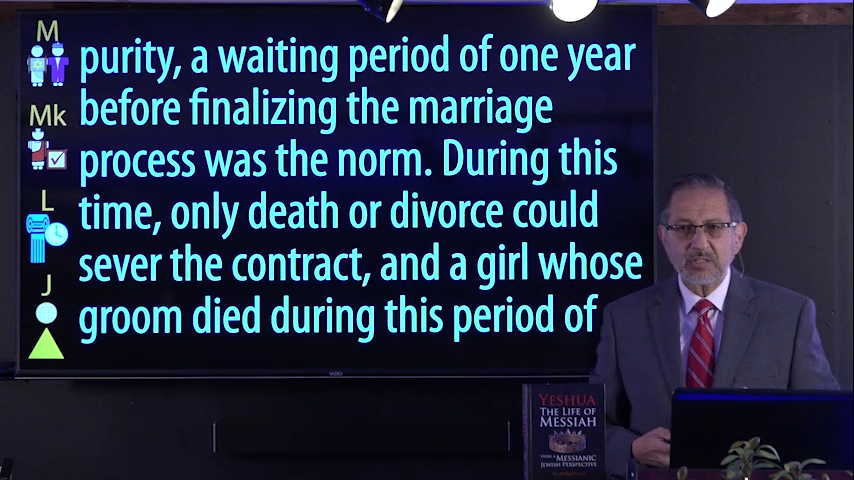 M
purity, a waiting period of one year
Mk
before finalizing the marriage
process was the norm. During this
L
time, only death or divorce could
sever the contract, and a girl whose
J
groom died during this period of
YESHUA
THE LIFE OF
MESSIAH
FROM A MESSIANIC
JEWISH PERSPECTIVE